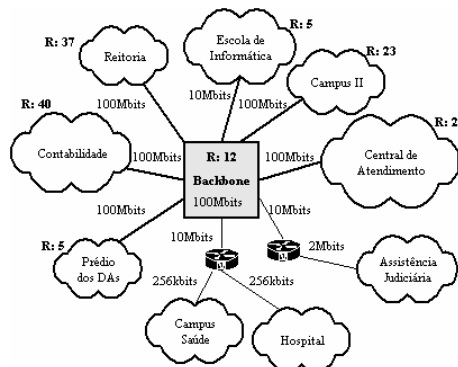 R: 5
R: 37
Escola de
Informática
R: 23
Reitoria
Campus II
10Mbits
100Mbits
100Mbits
R: 40
R: 2
Contabilidade
100Mbits
R: 12
100Mbits
Central de
Atendimento
Backbone
100Mbits
100Mbits
10Mbits
R: 5
10Mbits
2Mbits
Prédio
dos DAs
Assistência
Judiciária
256kbits
256kbits
Campus
Saúde
Hospital